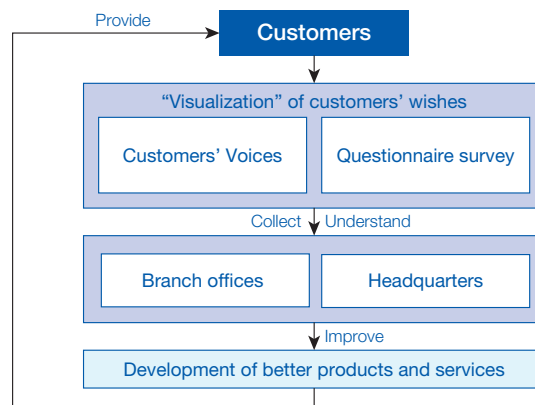 Provide
Customers
“Visualization” of customers’ wishes
Customers’ Voices
Questionnaire survey
Collect
Understand
Branch offices
Headquarters
Improve
Development of better products and services